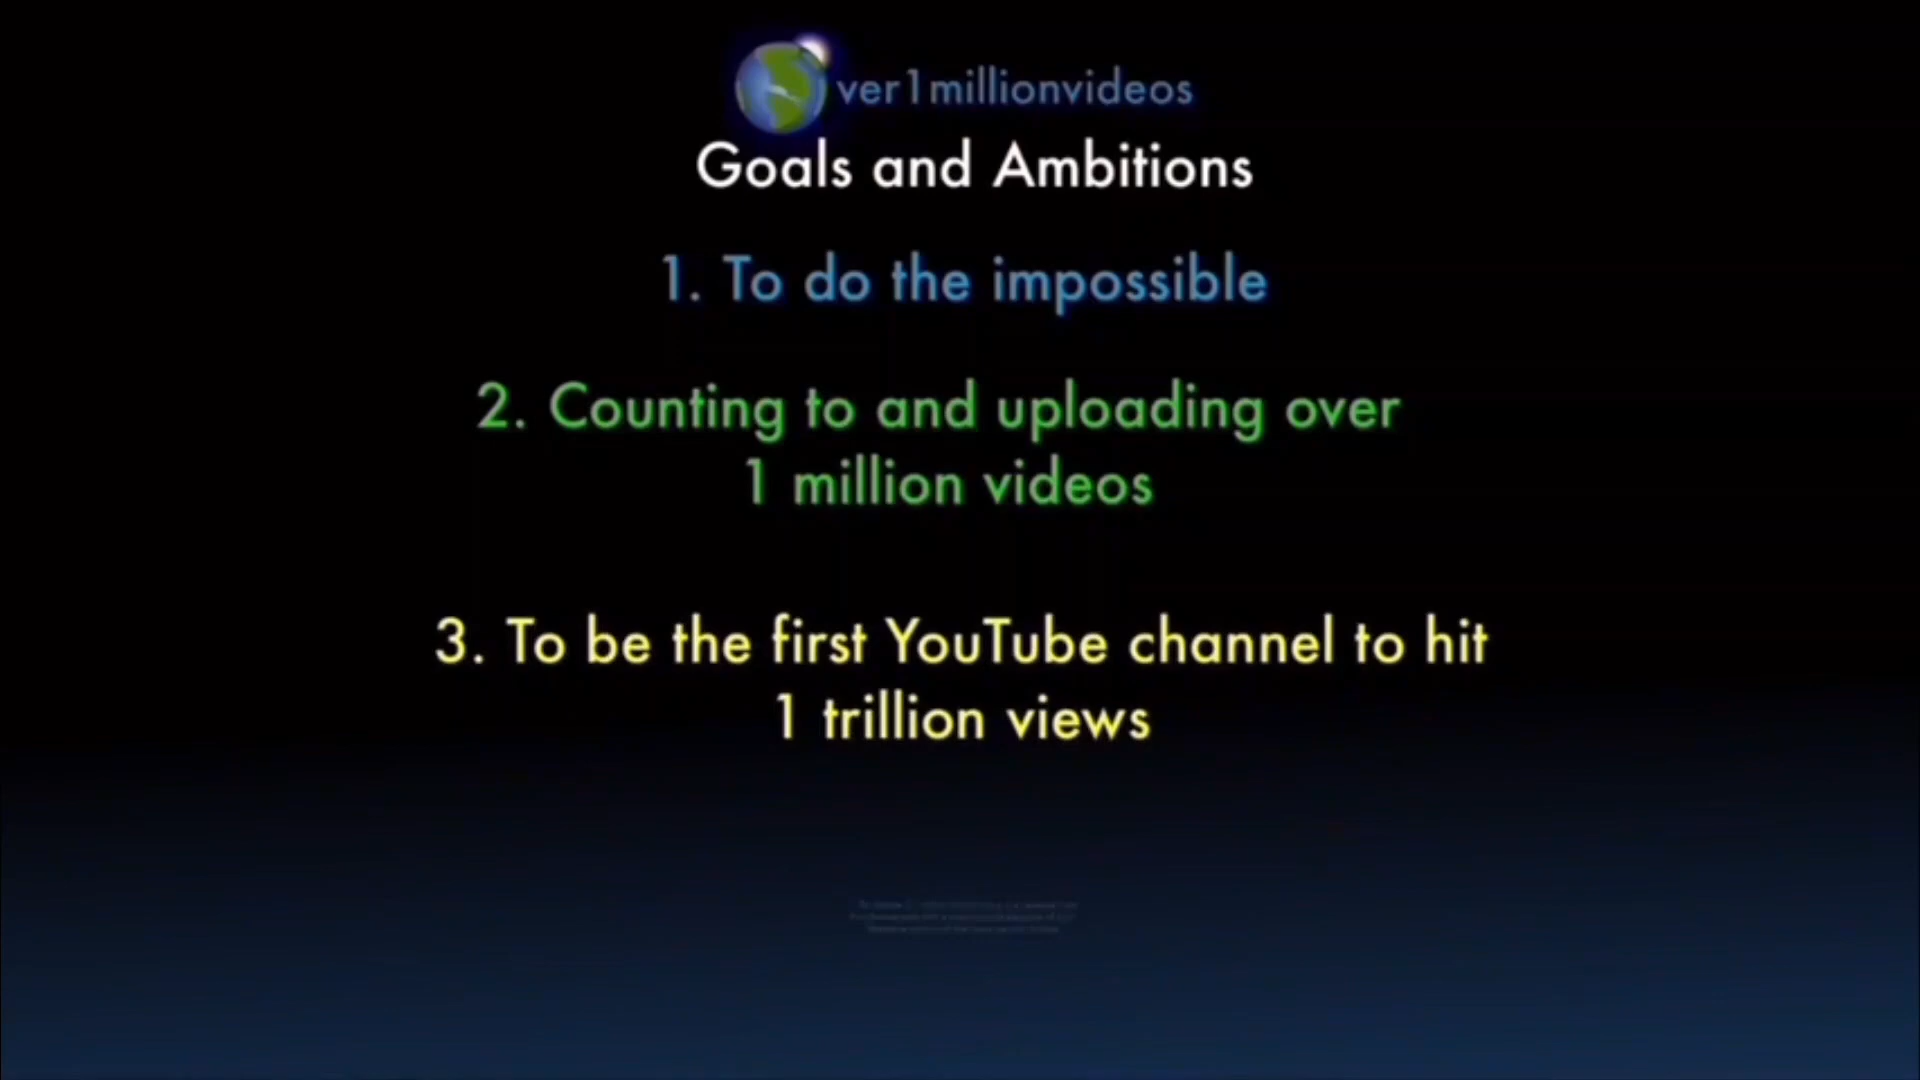 ver1millionvideos
Goals and Ambitions
1. To do the impossible
2. Counting to and uploading over
1 million videos
3. To be the first YouTube channel to hit
1 trillion views